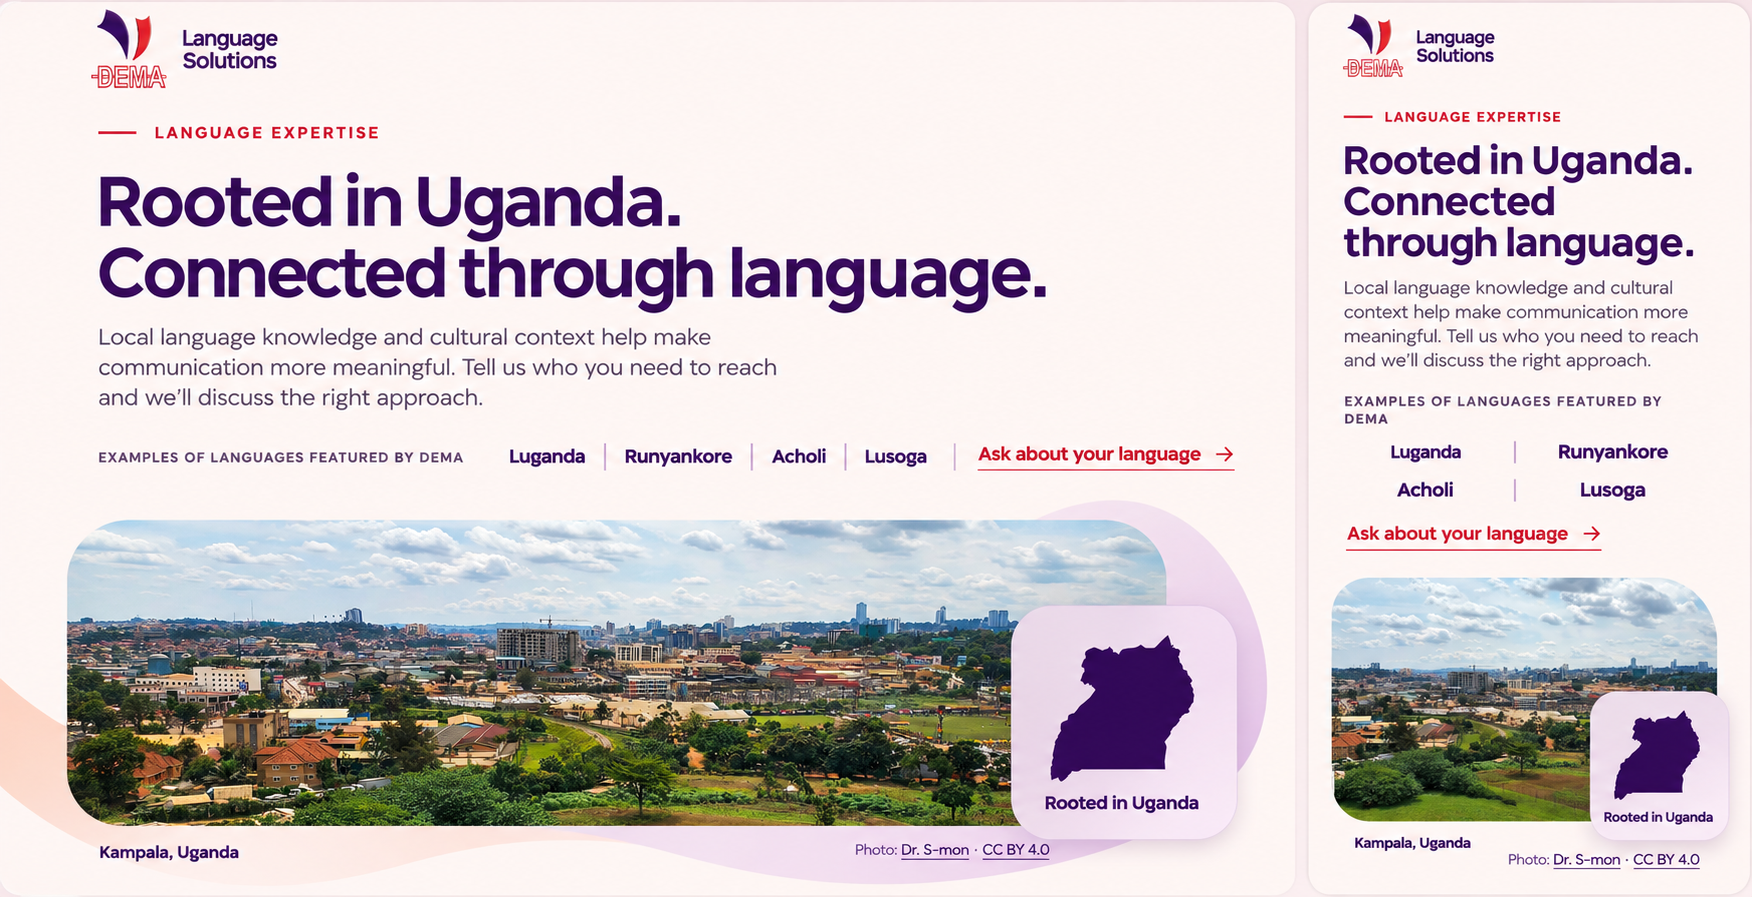 DEMA
Language
Solutions
LANGUAGE EXPERTISE
Rooted in Uganda.
Connected through language.
Local language knowledge and cultural context help make
communication more meaningful. Tell us who you need to reach
and we’ll discuss the right approach.
EXAMPLES OF LANGUAGES FEATURED BY DEMA
Luganda | Runyankore | Acholi | Lusoga | Ask about your language →
Rooted in Uganda
Kampala, Uganda
Photo: Dr. S-mon · CC BY 4.0
DEMA
Language
Solutions
LANGUAGE EXPERTISE
Rooted in Uganda.
Connected
through language.
Local language knowledge and cultural
context help make communication more
meaningful. Tell us who you need to reach
and we’ll discuss the right approach.
EXAMPLES OF LANGUAGES FEATURED BY
DEMA
Luganda | Runyankore
Acholi | Lusoga
Ask about your language →
Rooted in Uganda
Kampala, Uganda
Photo: Dr. S-mon · CC BY 4.0